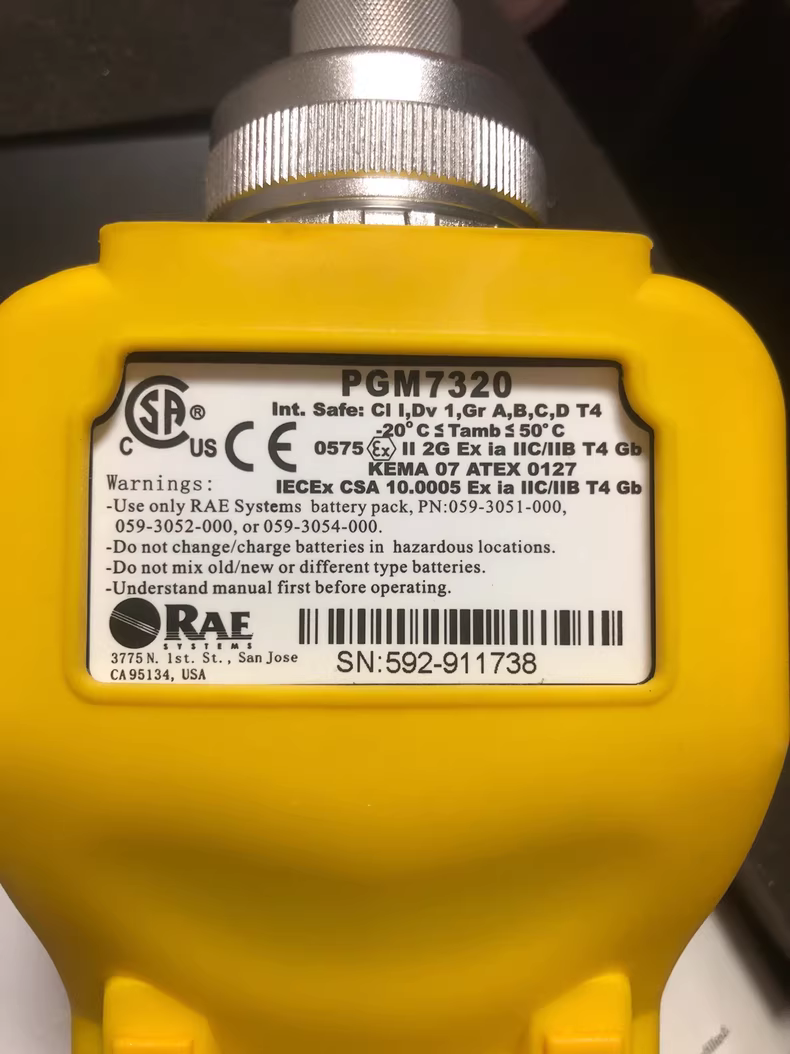 PGM7320
Int. Safe: Cl I,Dv 1,Gr A,B,C,D T4
-20°C ≤ Tamb ≤ 50°C
SA ®
C US CE 0575 Ex II 2G Ex ia IIC/IIB T4 Gb
KEMA 07 ATEX 0127
Warnings: IECEx CSA 10.0005 Ex ia IIC/IIB T4 Gb
-Use only RAE Systems battery pack, PN:059-3051-000,
059-3052-000, or 059-3054-000.
-Do not change/charge batteries in hazardous locations.
-Do not mix old/new or different type batteries.
-Understand manual first before operating.
RAE
SYSTEMS
3775 N. 1st. St., San Jose
CA 95134, USA
SN:592-911738